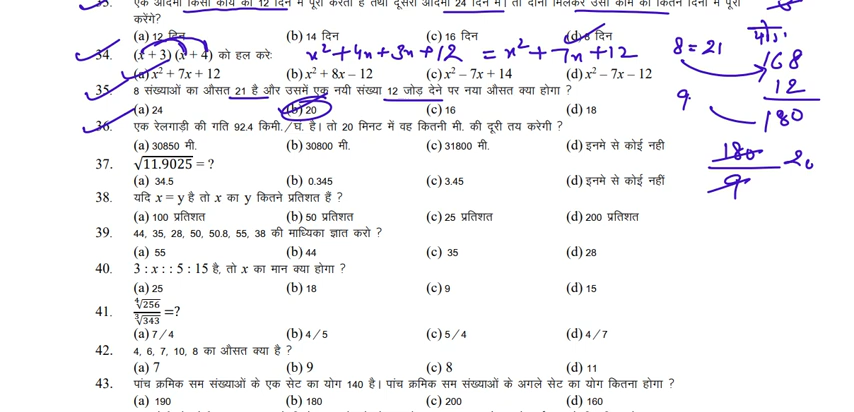 35. एक आदमी किसी कार्य को 12 दिन में पूरा करता है तथा दूसरा आदमी 24 दिन में। तो दोनों मिलकर उसी काम को कितने दिनों में पूरा
करेंगे?
(a) 12 दिन (b) 14 दिन (c) 16 दिन (d) 8 दिन
34. (x + 3) (x + 4) को हल करे: x² + 4x + 3x + 12 = x² + 7x + 12
(a) x² + 7x + 12 (b) x² + 8x – 12 (c) x² – 7x + 14 (d) x² – 7x – 12
35. 8 संख्याओं का औसत 21 है और उसमें एक नयी संख्या 12 जोड़ देने पर नया औसत क्या होगा ?
(a) 24 (b) 20 (c) 16 (d) 18
36. एक रेलगाड़ी की गति 92.4 किमी./घं. है। तो 20 मिनट में वह कितनी मी. की दूरी तय करेगी ?
(a) 30850 मी. (b) 30800 मी. (c) 31800 मी. (d) इनमे से कोई नही
37. √11.9025 = ?
(a) 34.5 (b) 0.345 (c) 3.45 (d) इनमे से कोई नहीं
38. यदि x = y है तो x का y कितने प्रतिशत हैं ?
(a) 100 प्रतिशत (b) 50 प्रतिशत (c) 25 प्रतिशत (d) 200 प्रतिशत
39. 44, 35, 28, 50, 50.8, 55, 38 की माध्यिका ज्ञात करो ?
(a) 55 (b) 44 (c) 35 (d) 28
40. 3 : x : : 5 : 15 है, तो x का मान क्या होगा ?
(a) 25 (b) 18 (c) 9 (d) 15
41. ∜256 / ∛343 = ?
(a) 7 / 4 (b) 4 / 5 (c) 5 / 4 (d) 4 / 7
42. 4, 6, 7, 10, 8 का औसत क्या है ?
(a) 7 (b) 9 (c) 8 (d) 11
43. पांच क्रमिक सम संख्याओं के एक सेट का योग 140 है। पांच क्रमिक सम संख्याओं के अगले सेट का योग कितना होगा ?
(a) 190 (b) 180 (c) 200 (d) 160
8 = 21
168
12
9
180
180
9
20